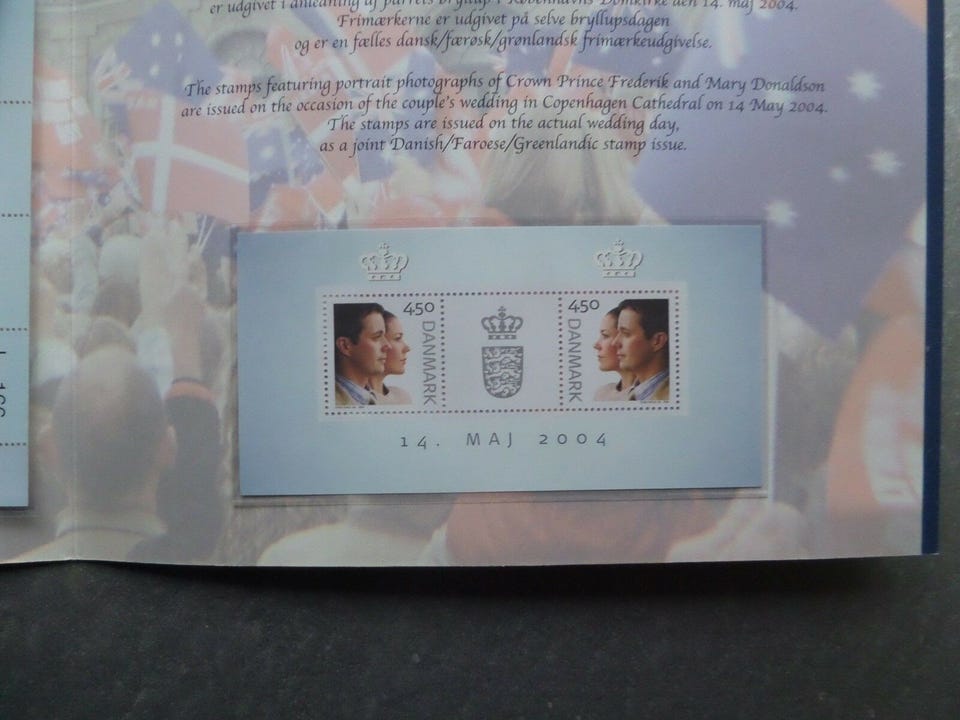 er udgivet i anledning af parrets bryllup i Københavns Domkirke den 14. maj 2004.
Frimærkerne er udgivet på selve bryllupsdagen
og er en fælles dansk/færøsk/grønlandsk frimærkeudgivelse.
The stamps featuring portrait photographs of Crown Prince Frederik and Mary Donaldson
are issued on the occasion of the couple's wedding in Copenhagen Cathedral on 14 May 2004.
The stamps are issued on the actual wedding day,
as a joint Danish/Faroese/Greenlandic stamp issue.
450
DANMARK
450
DANMARK
14. MAJ 2004